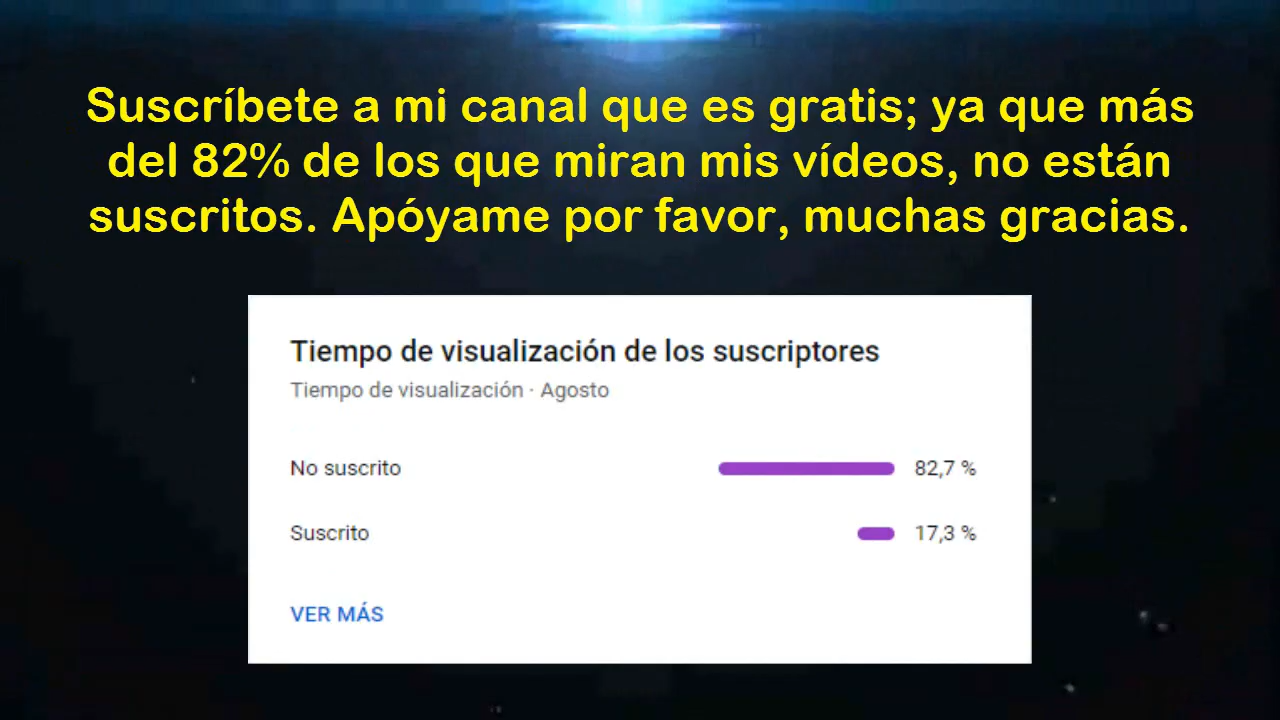 Suscríbete a mi canal que es gratis; ya que más
del 82% de los que miran mis vídeos, no están
suscritos. Apóyame por favor, muchas gracias.
Tiempo de visualización de los suscriptores
Tiempo de visualización · Agosto
No suscrito 82,7 %
Suscrito 17,3 %
VER MÁS